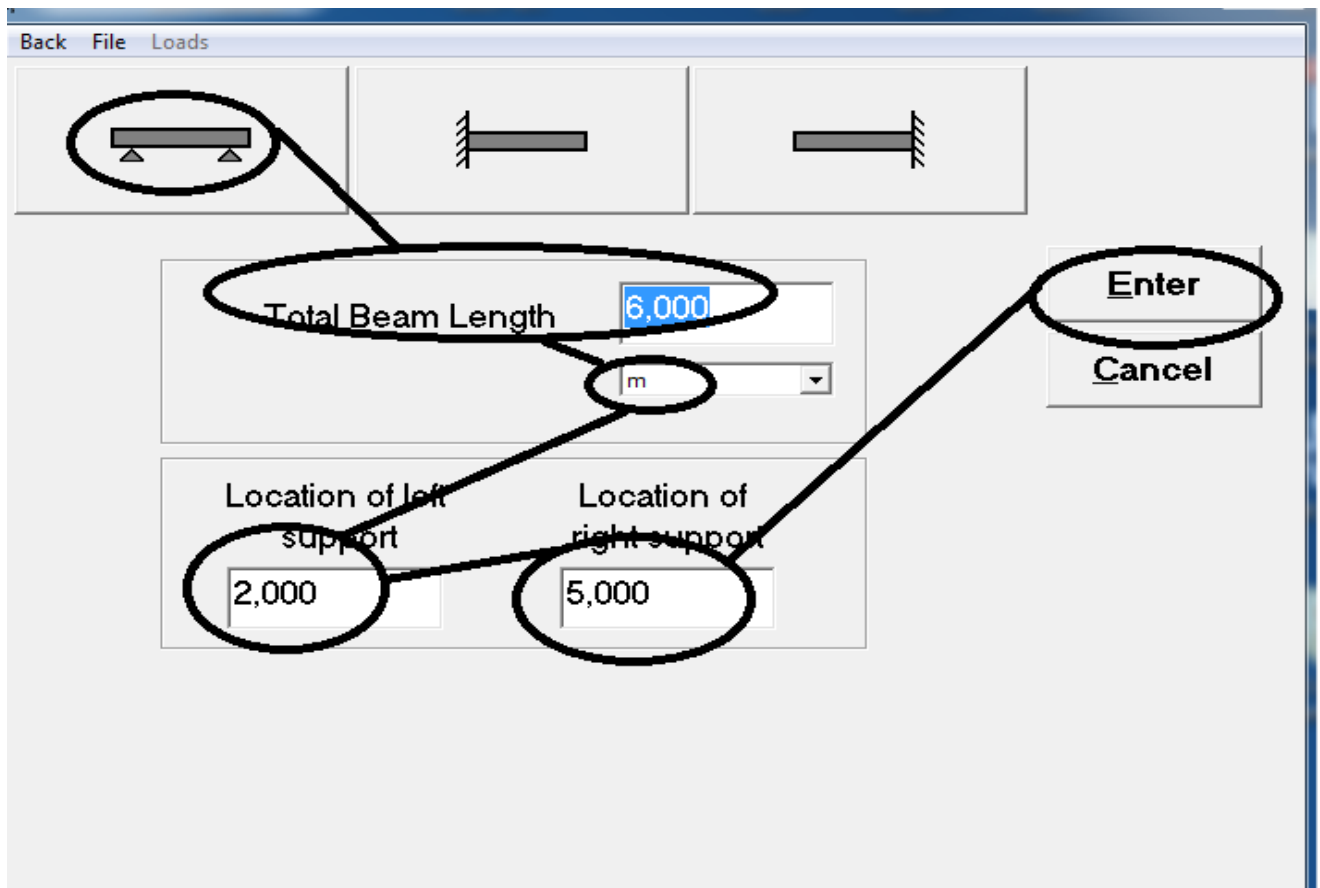 Back File Loads
Total Beam Length
6,000
m
Enter
Cancel
Location of left
support
Location of
right support
2,000
5,000